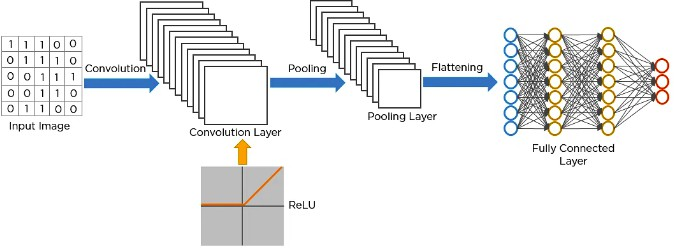 1 1 1 0 0
0 1 1 1 0
0 0 1 1 1
0 0 1 1 0
0 1 1 0 0
Input Image
Convolution
Convolution Layer
ReLU
Pooling
Pooling Layer
Flattening
Fully Connected
Layer